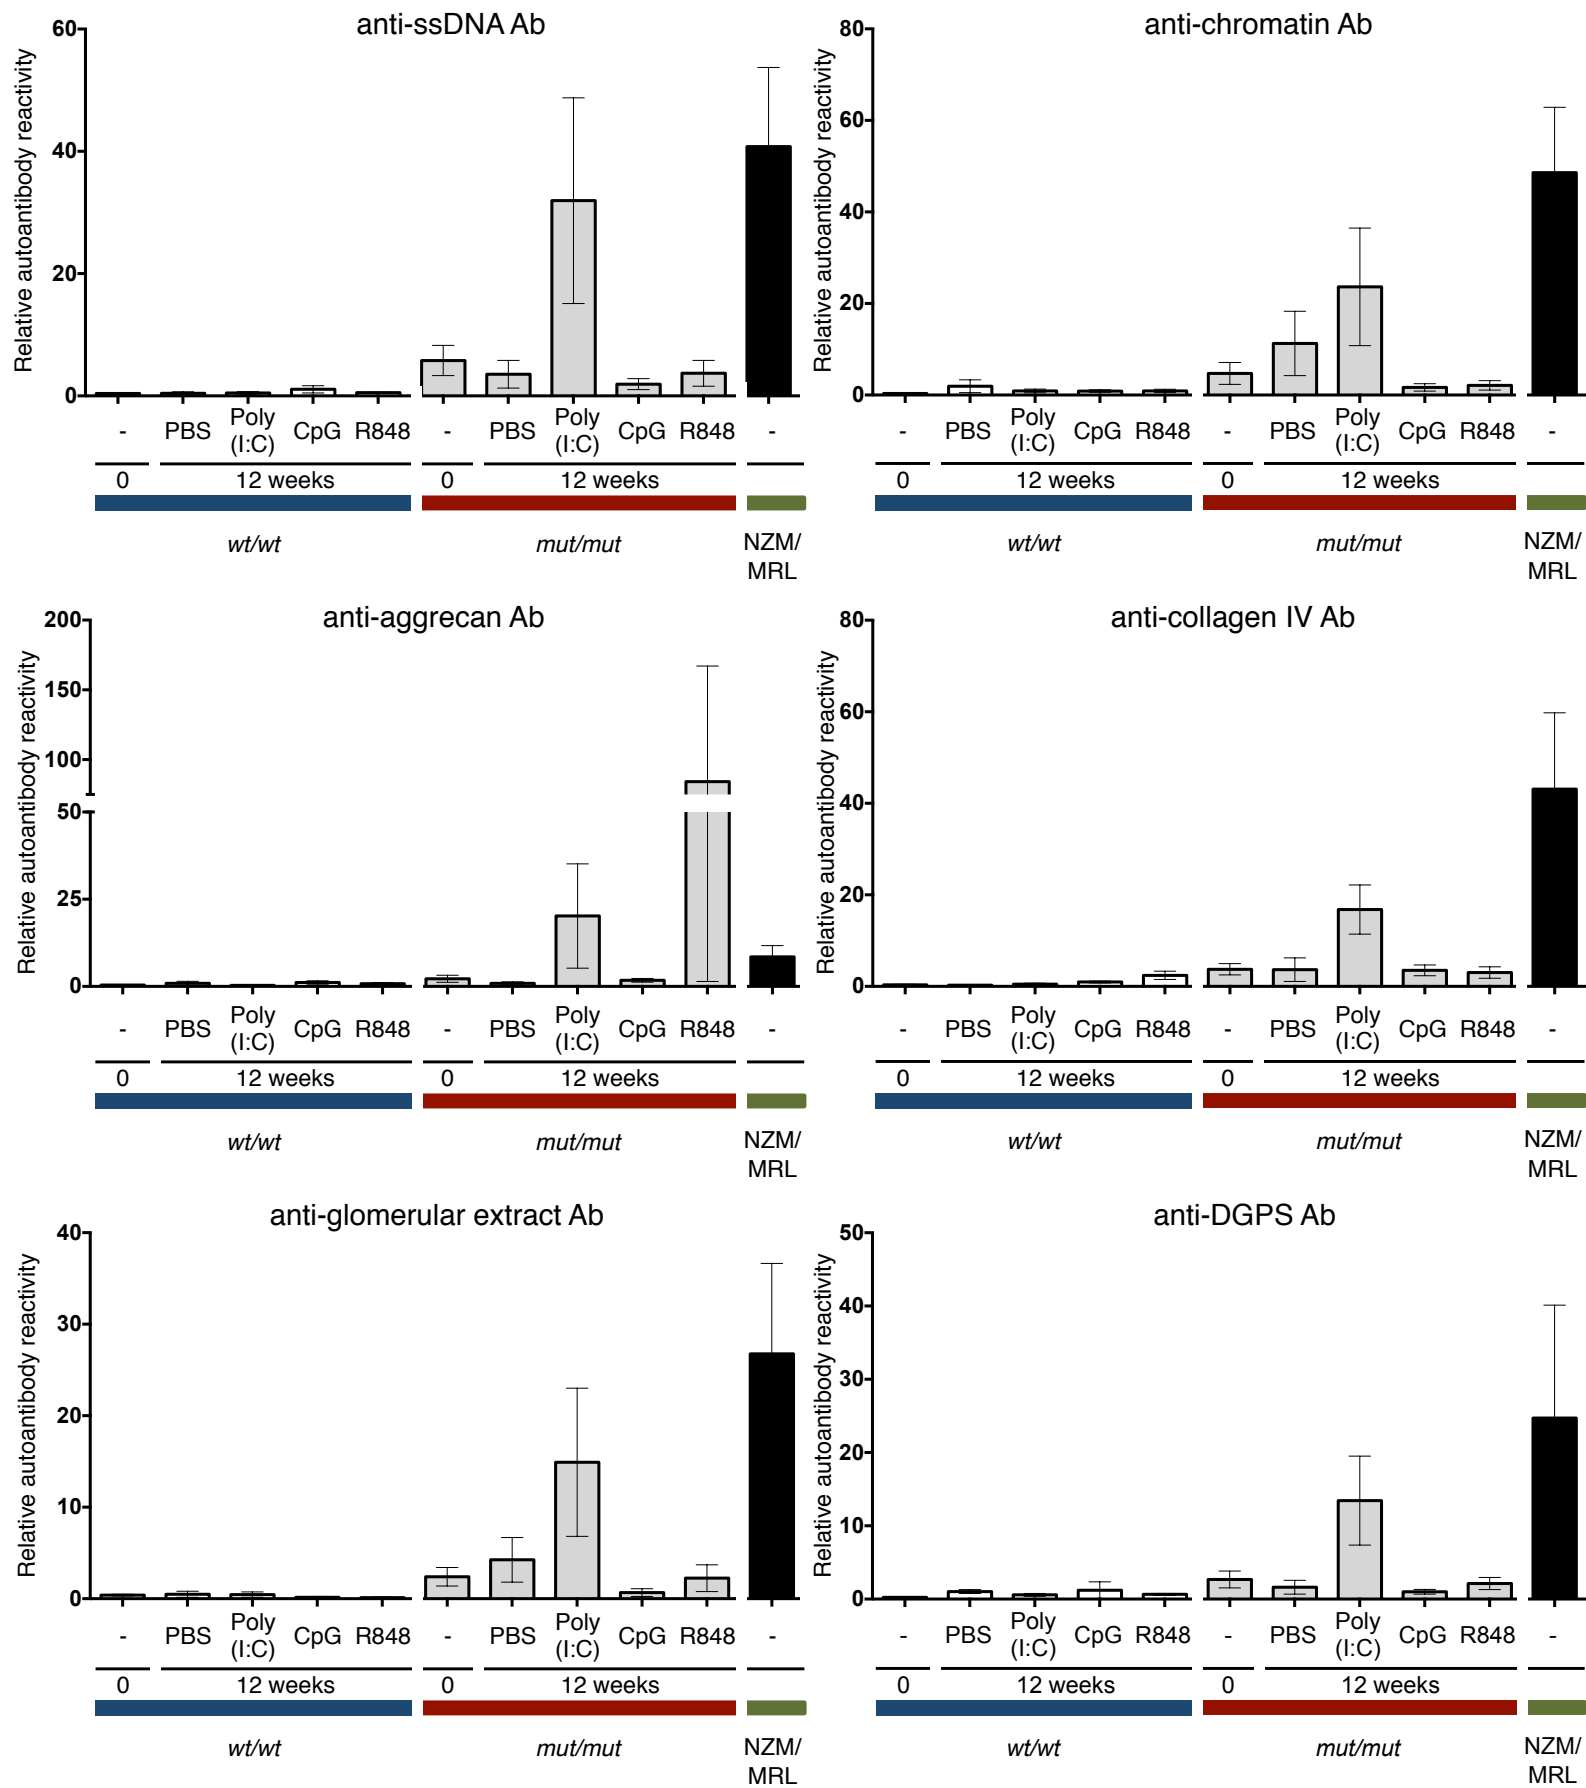 anti-ssDNA Ab
Relative autoantibody reactivity
60
40
20
0
- PBS Poly (I:C) CpG R848 - PBS Poly (I:C) CpG R848 -
0 12 weeks 0 12 weeks
wt/wt mut/mut NZM/
MRL
anti-chromatin Ab
Relative autoantibody reactivity
80
60
40
20
0
- PBS Poly (I:C) CpG R848 - PBS Poly (I:C) CpG R848 -
0 12 weeks 0 12 weeks
wt/wt mut/mut NZM/
MRL
anti-aggrecan Ab
Relative autoantibody reactivity
200
150
100
50
25
0
- PBS Poly (I:C) CpG R848 - PBS Poly (I:C) CpG R848 -
0 12 weeks 0 12 weeks
wt/wt mut/mut NZM/
MRL
anti-collagen IV Ab
Relative autoantibody reactivity
80
60
40
20
0
- PBS Poly (I:C) CpG R848 - PBS Poly (I:C) CpG R848 -
0 12 weeks 0 12 weeks
wt/wt mut/mut NZM/
MRL
anti-glomerular extract Ab
Relative autoantibody reactivity
40
30
20
10
0
- PBS Poly (I:C) CpG R848 - PBS Poly (I:C) CpG R848 -
0 12 weeks 0 12 weeks
wt/wt mut/mut NZM/
MRL
anti-DGPS Ab
Relative autoantibody reactivity
50
40
30
20
10
0
- PBS Poly (I:C) CpG R848 - PBS Poly (I:C) CpG R848 -
0 12 weeks 0 12 weeks
wt/wt mut/mut NZM/
MRL